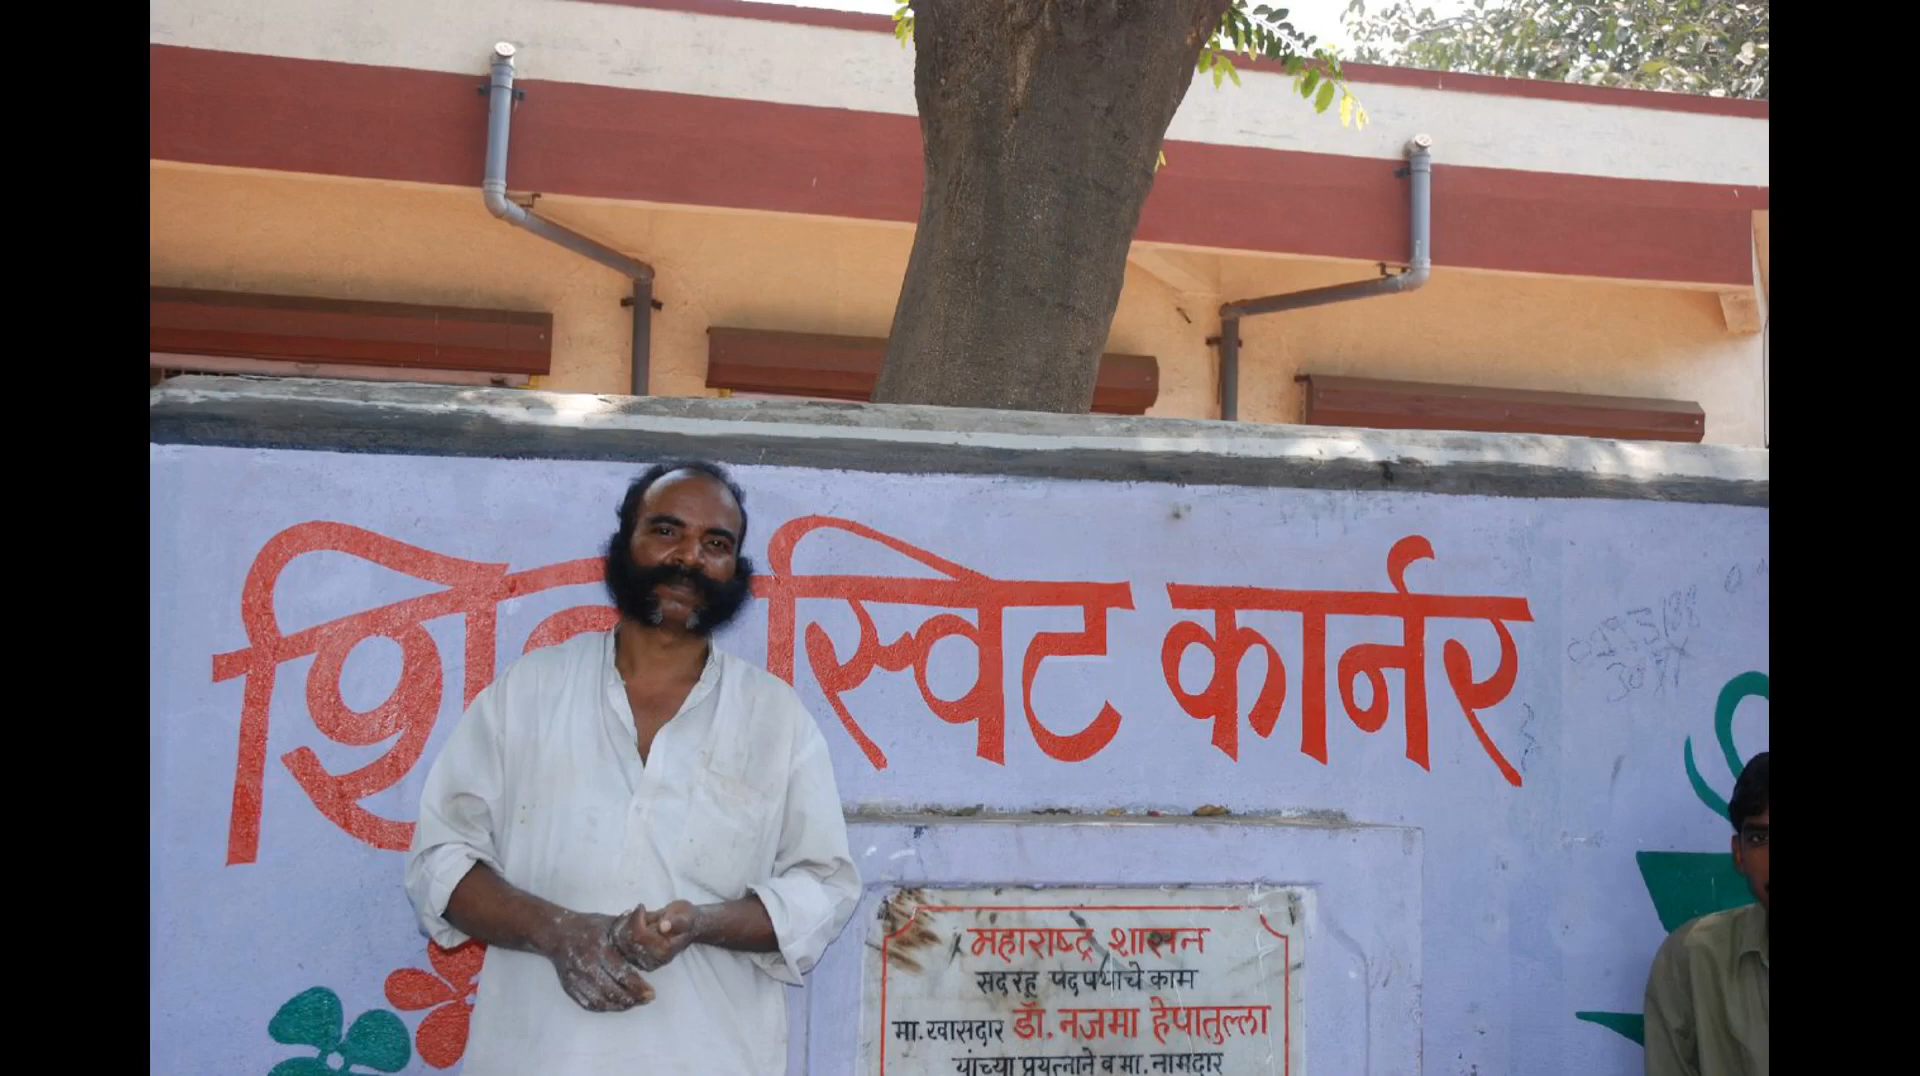 शिव स्विट कार्नर
महाराष्ट्र शासन
सदरहू पदपथाचे काम
मा. खासदार डॉ. नजमा हेपातुल्ला
यांच्या प्रयत्नाने व मा. नामदार